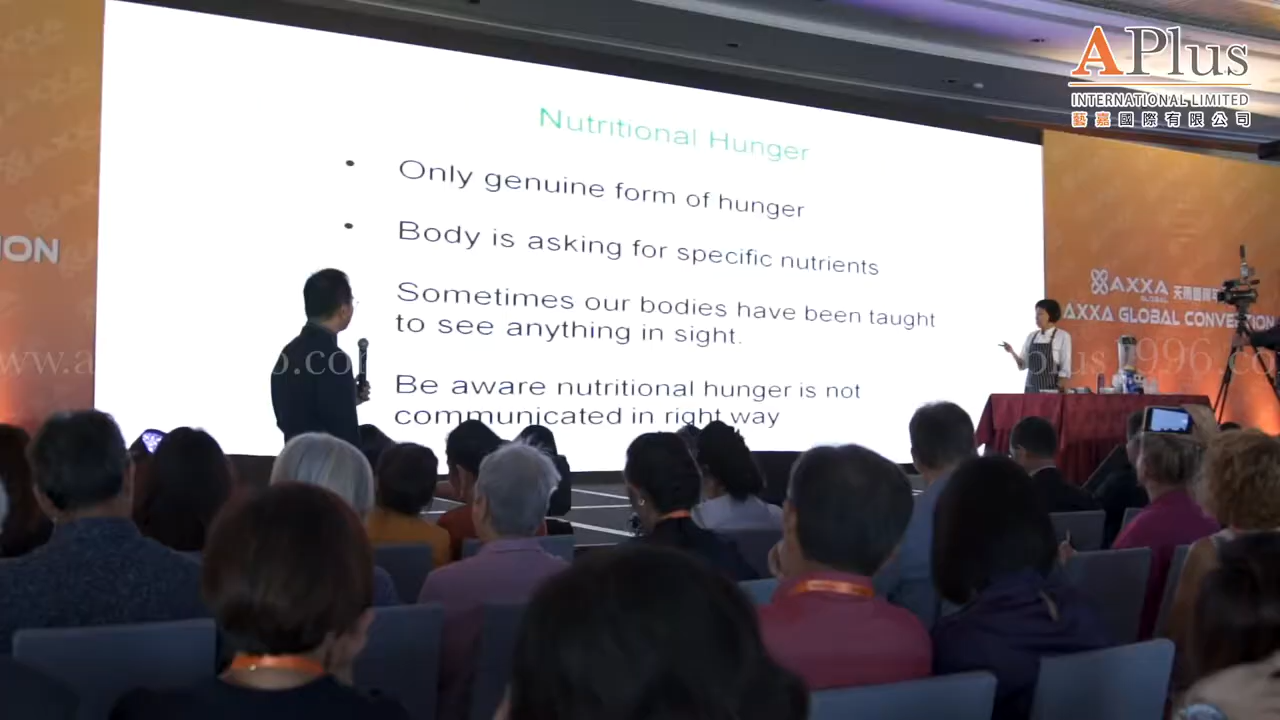 APlus
INTERNATIONAL LIMITED
藝嘉國際有限公司
Nutritional Hunger
• Only genuine form of hunger
• Body is asking for specific nutrients
Sometimes our bodies have been taught
to see anything in sight.
Be aware nutritional hunger is not
communicated in right way
ION
AXXA
GLOBAL
AXXA GLOBAL CONVENTION